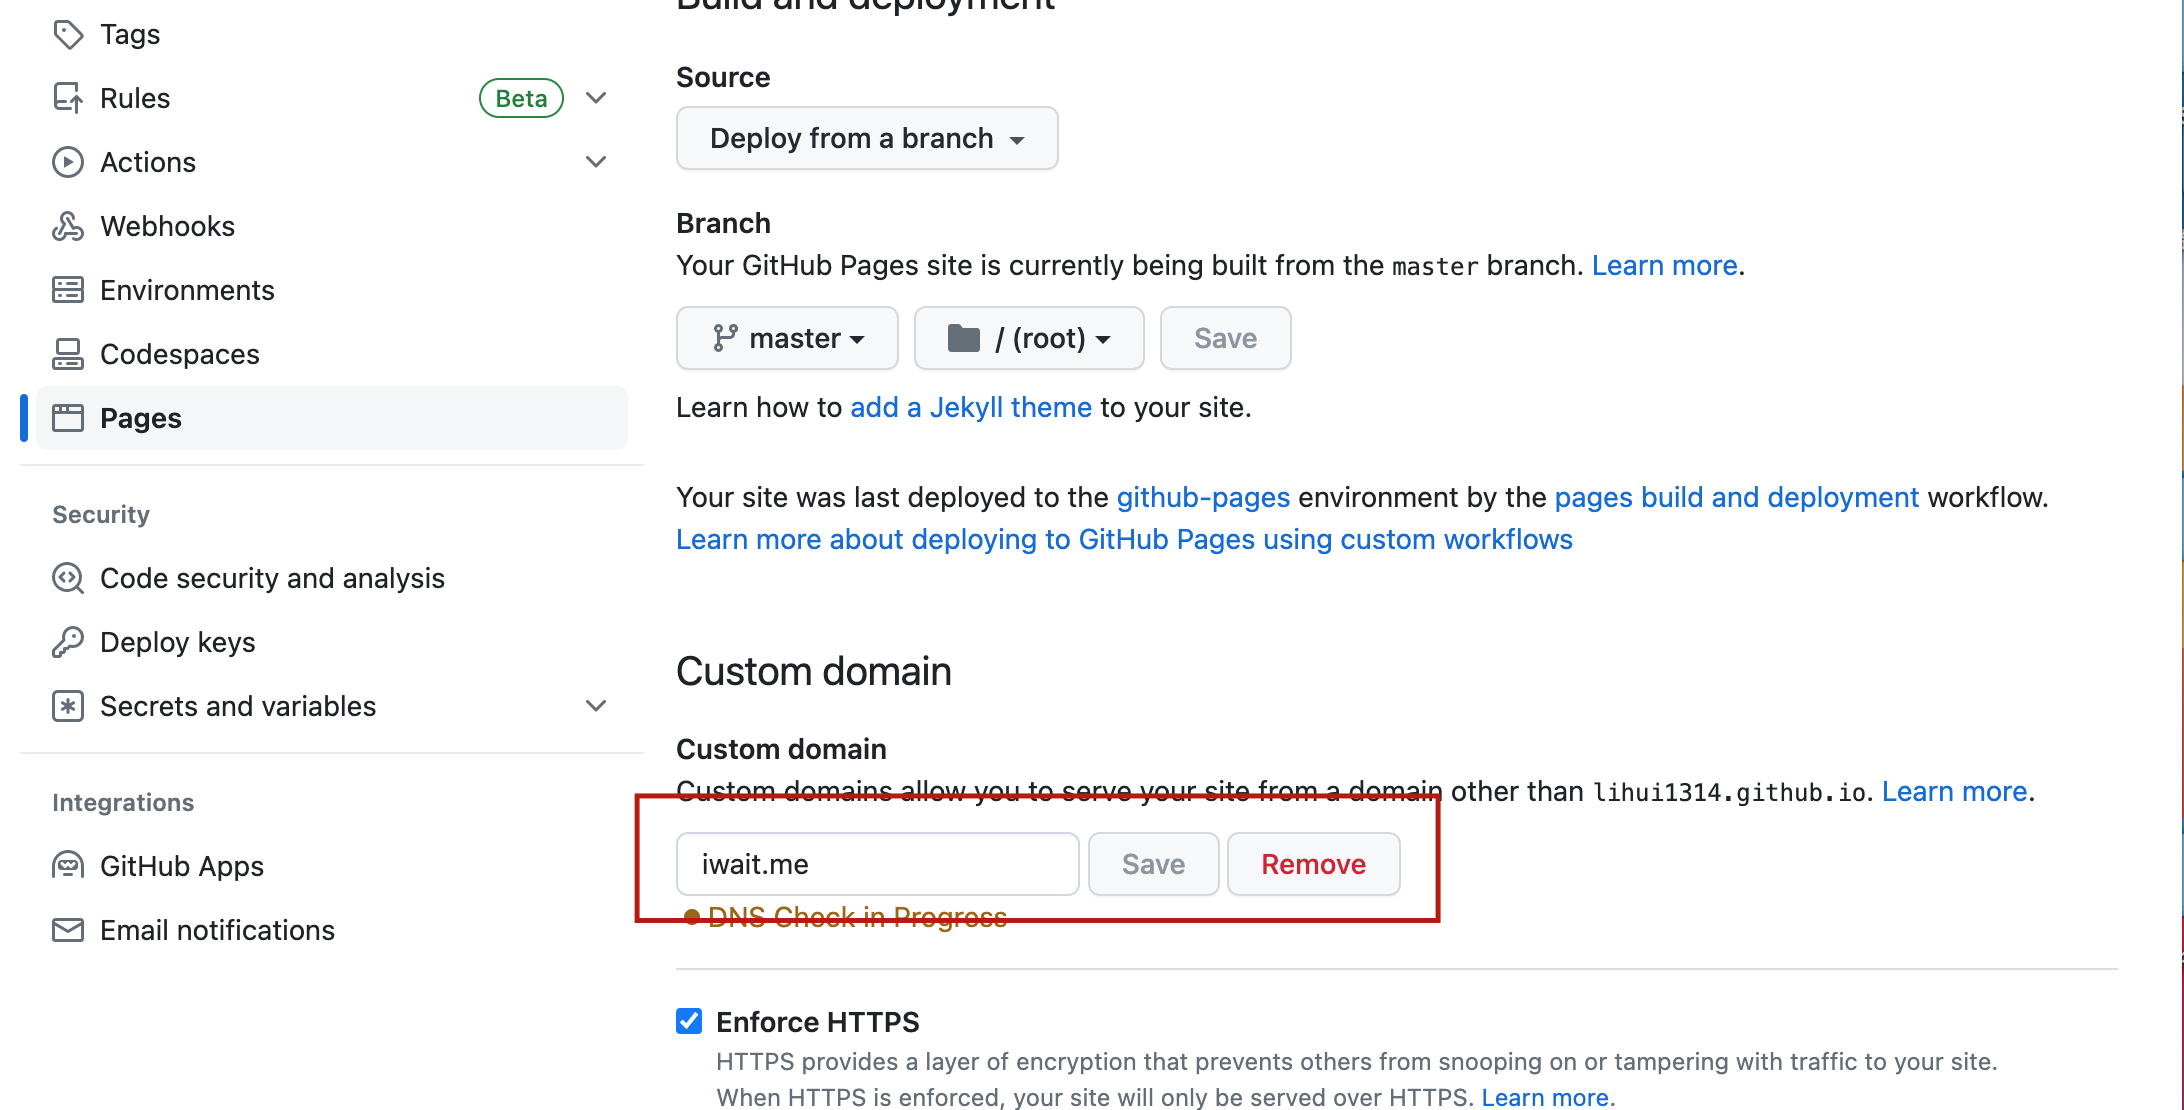 Build and deployment
Tags
Rules
Beta
Actions
Webhooks
Environments
Codespaces
Pages
Security
Code security and analysis
Deploy keys
Secrets and variables
Integrations
GitHub Apps
Email notifications
Source
Deploy from a branch
Branch
Your GitHub Pages site is currently being built from the master branch. Learn more.
master
/ (root)
Save
Learn how to add a Jekyll theme to your site.
Your site was last deployed to the github-pages environment by the pages build and deployment workflow.
Learn more about deploying to GitHub Pages using custom workflows
Custom domain
Custom domain
Custom domains allow you to serve your site from a domain other than lihui1314.github.io. Learn more.
iwait.me
Save
Remove
DNS Check in Progress
Enforce HTTPS
HTTPS provides a layer of encryption that prevents others from snooping on or tampering with traffic to your site.
When HTTPS is enforced, your site will only be served over HTTPS. Learn more.